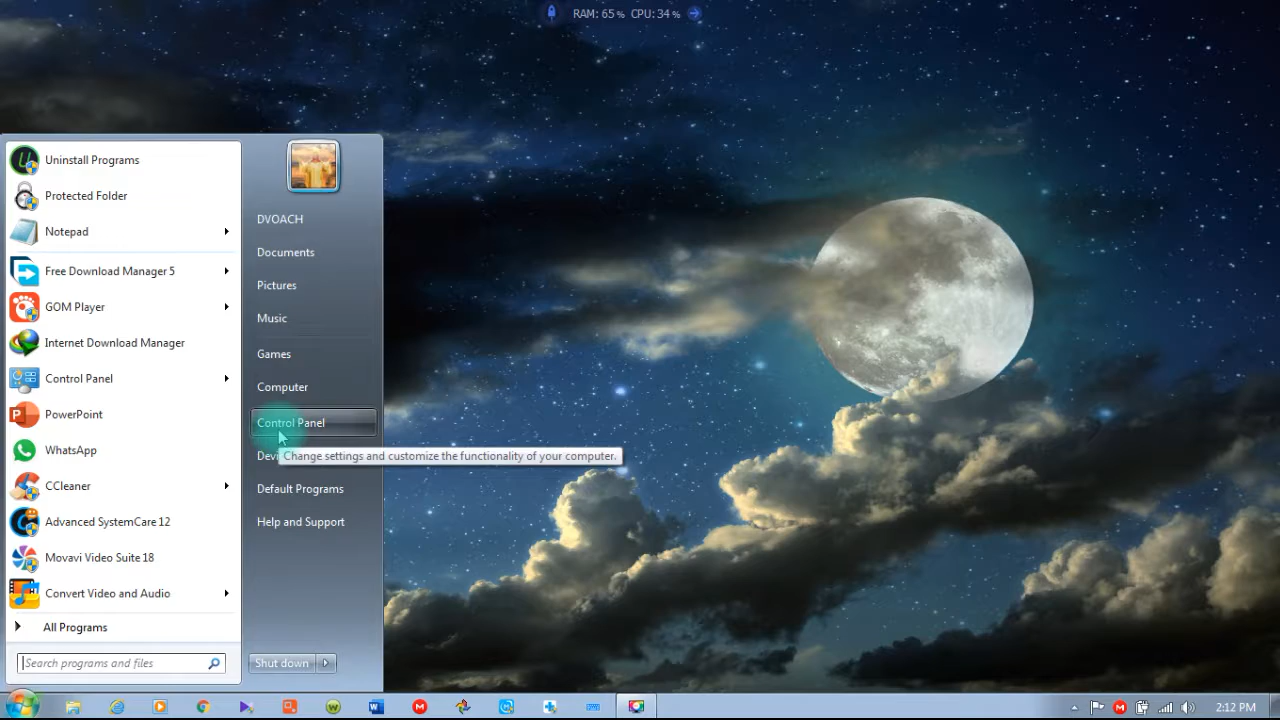 RAM: 65% CPU: 34%
Uninstall Programs
Protected Folder
Notepad
Free Download Manager 5
GOM Player
Internet Download Manager
Control Panel
PowerPoint
WhatsApp
CCleaner
Advanced SystemCare 12
Movavi Video Suite 18
Convert Video and Audio
All Programs
Search programs and files
DVOACH
Documents
Pictures
Music
Games
Computer
Control Panel
Change settings and customize the functionality of your computer.
Default Programs
Help and Support
Shut down
2:12 PM